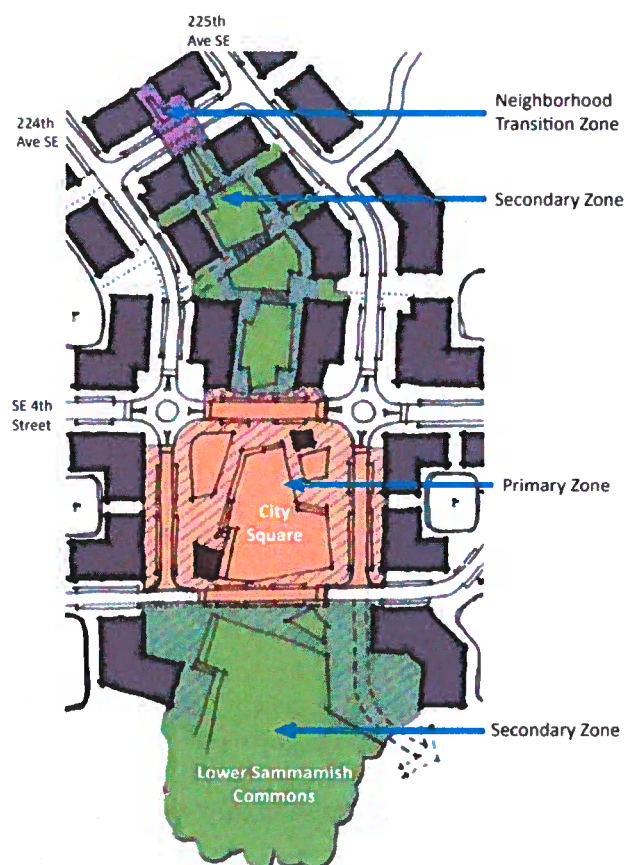 225th
Ave SE
Neighborhood
Transition Zone
224th
Ave SE
Secondary Zone
P
SE 4th
Street
Primary Zone
City
Square
P
P
Secondary Zone
Lower Sammamish
Commons